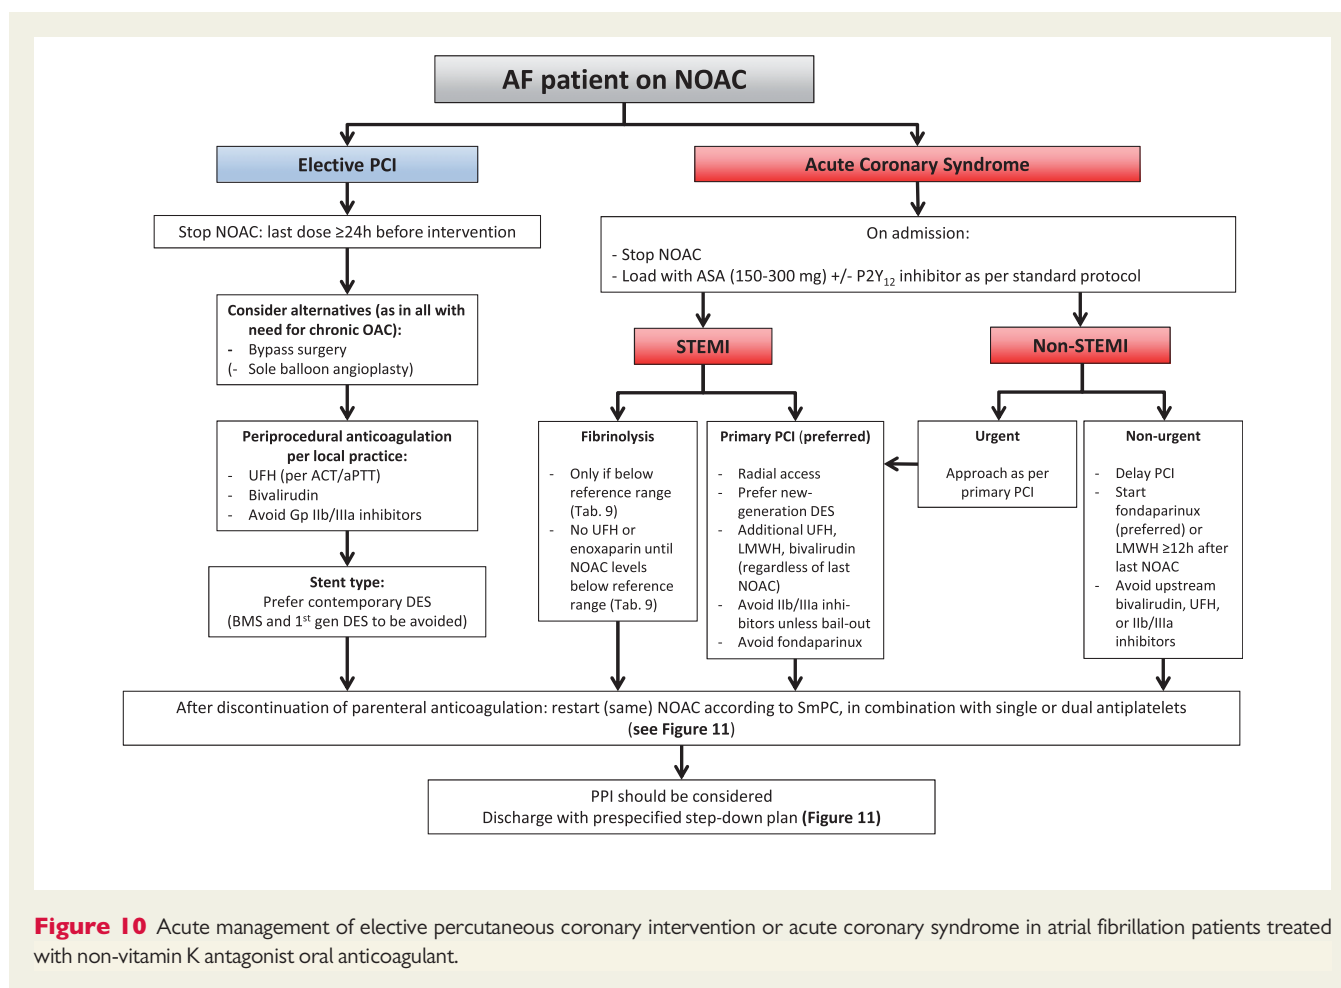 AF patient on NOAC
Elective PCI
Stop NOAC: last dose ≥24h before intervention
Consider alternatives (as in all with
need for chronic OAC):
- Bypass surgery
(- Sole balloon angioplasty)
Periprocedural anticoagulation
per local practice:
- UFH (per ACT/aPTT)
- Bivalirudin
- Avoid Gp IIb/IIIa inhibitors
Stent type:
Prefer contemporary DES
(BMS and 1st gen DES to be avoided)
Acute Coronary Syndrome
On admission:
- Stop NOAC
- Load with ASA (150-300 mg) +/- P2Y12 inhibitor as per standard protocol
STEMI
Fibrinolysis
- Only if below
reference range
(Tab. 9)
- No UFH or
enoxaparin until
NOAC levels
below reference
range (Tab. 9)
Primary PCI (preferred)
- Radial access
- Prefer new-
generation DES
- Additional UFH,
LMWH, bivalirudin
(regardless of last
NOAC)
- Avoid IIb/IIIa inhi-
bitors unless bail-out
- Avoid fondaparinux
Non-STEMI
Urgent
Approach as per
primary PCI
Non-urgent
- Delay PCI
- Start
fondaparinux
(preferred) or
LMWH ≥12h after
last NOAC
- Avoid upstream
bivalirudin, UFH,
or IIb/IIIa
inhibitors
After discontinuation of parenteral anticoagulation: restart (same) NOAC according to SmPC, in combination with single or dual antiplatelets
(see Figure 11)
PPI should be considered
Discharge with prespecified step-down plan (Figure 11)
Figure 10 Acute management of elective percutaneous coronary intervention or acute coronary syndrome in atrial fibrillation patients treated
with non-vitamin K antagonist oral anticoagulant.